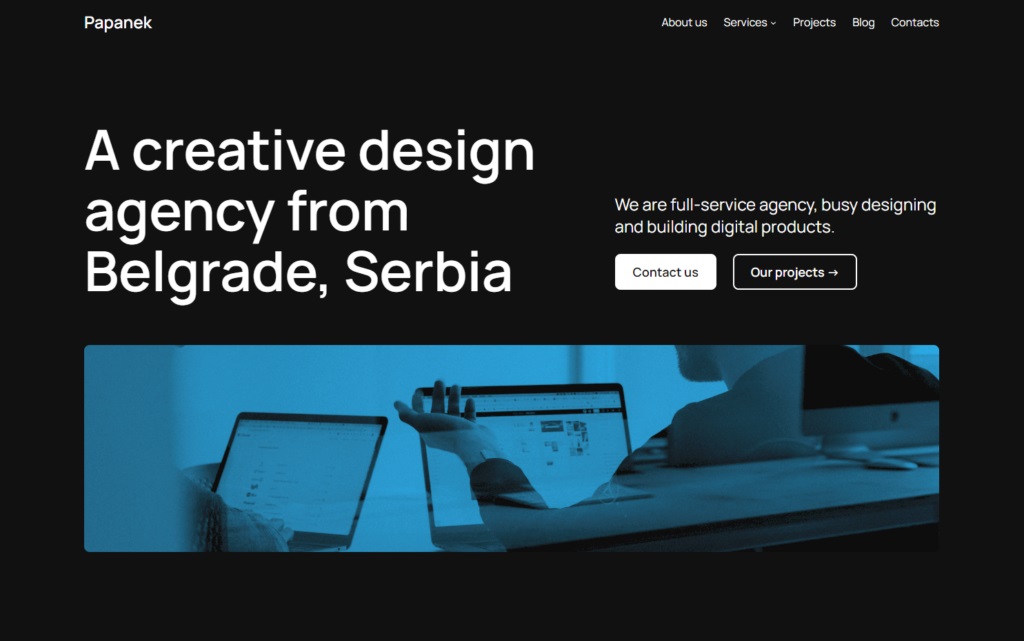 Papanek
About us Services Projects Blog Contacts
A creative design
agency from
Belgrade, Serbia
We are full-service agency, busy designing
and building digital products.
Contact us
Our projects →